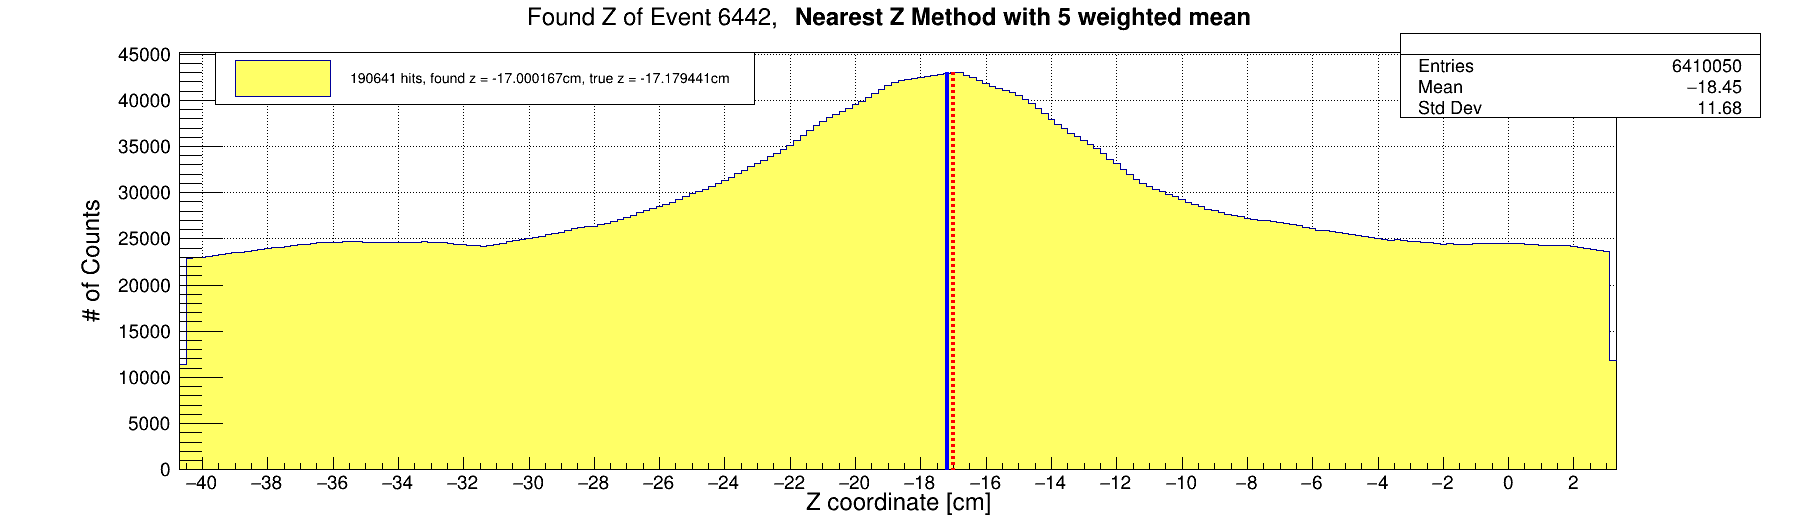 Found Z of Event 6442, Nearest Z Method with 5 weighted mean
190641 hits, found z = -17.000167cm, true z = -17.179441cm
Entries 6410050
Mean −18.45
Std Dev 11.68
# of Counts
45000
40000
35000
30000
25000
20000
15000
10000
5000
0
−40 −38 −36 −34 −32 −30 −28 −26 −24 −22 −20 −18 −16 −14 −12 −10 −8 −6 −4 −2 0 2
Z coordinate [cm]